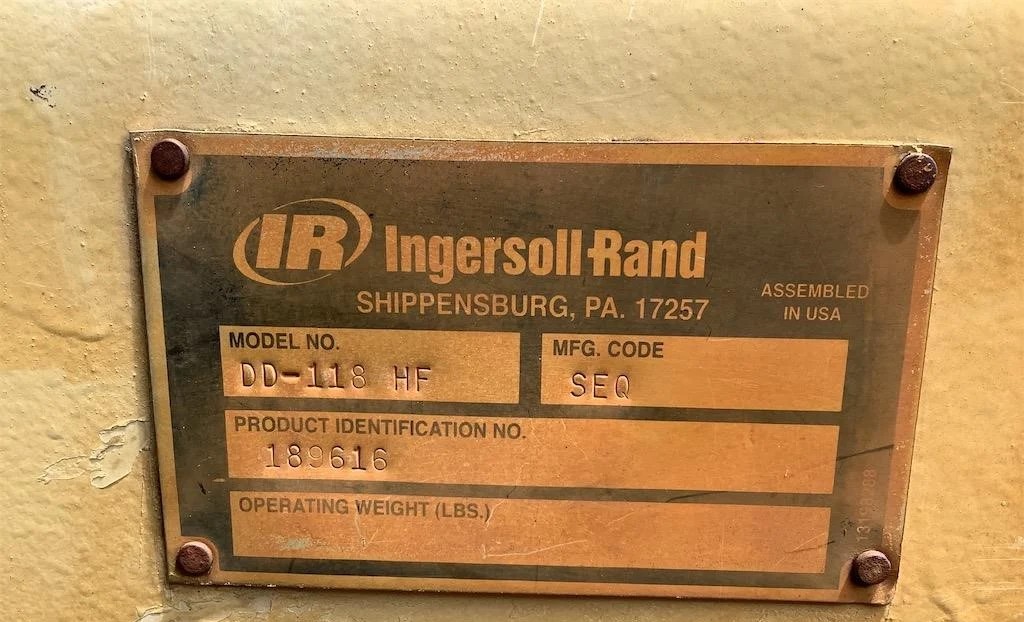 IR Ingersoll-Rand
SHIPPENSBURG, PA. 17257
ASSEMBLED
IN USA
MODEL NO.
DD-118 HF
MFG. CODE
SEQ
PRODUCT IDENTIFICATION NO.
189616
OPERATING WEIGHT (LBS.)